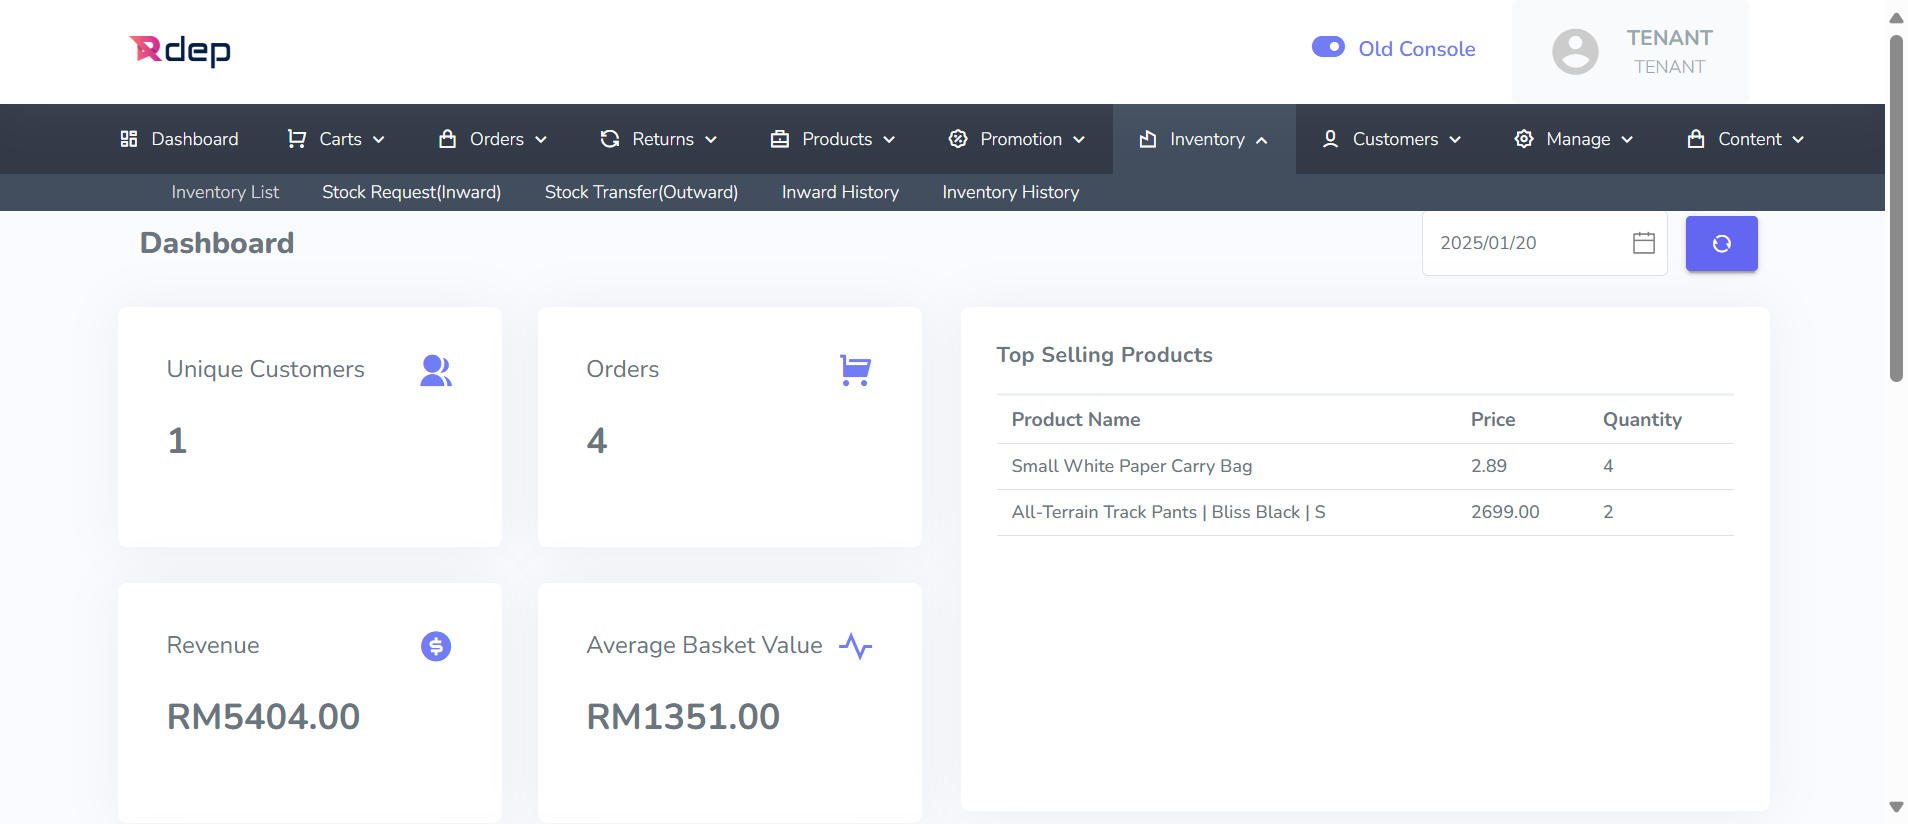 Rdep
Old Console
TENANT
TENANT
Dashboard Carts Orders Returns Products Promotion Inventory Customers Manage Content
Inventory List Stock Request(Inward) Stock Transfer(Outward) Inward History Inventory History
Dashboard
2025/01/20
Unique Customers
1
Orders
4
Revenue
RM5404.00
Average Basket Value
RM1351.00
Top Selling Products
Product Name Price Quantity
Small White Paper Carry Bag 2.89 4
All-Terrain Track Pants | Bliss Black | S 2699.00 2